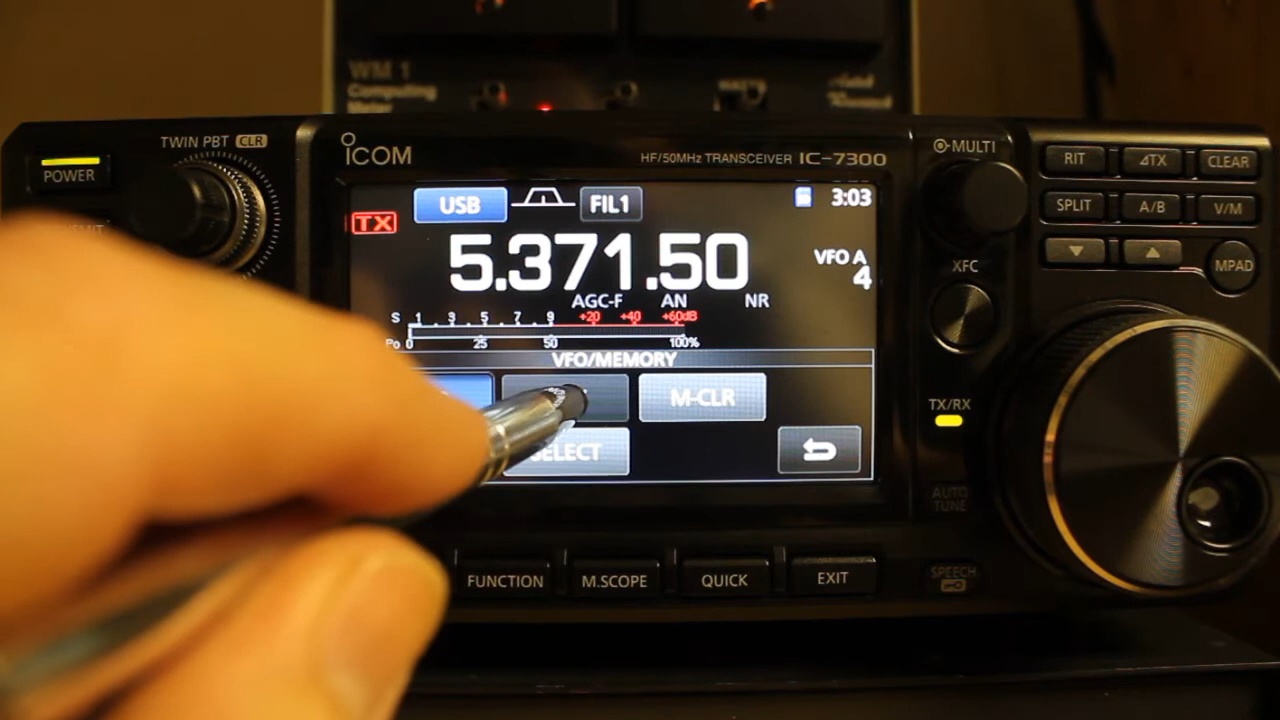 WM 1
Computing
Meter
TWIN PBT CLR
POWER
ICOM
HF/50MHz TRANSCEIVER IC-7300
USB
FIL1
3:03
TX
5.371.50
VFO A
4
AGC-F AN NR
S 1 3 5 7 9 +20 +40 +60dB
Po 0 25 50 100%
VFO/MEMORY
M-CLR
SELECT
FUNCTION
M.SCOPE
QUICK
EXIT
MULTI
XFC
TX/RX
AUTO
TUNE
SPEECH
RIT
ΔTX
CLEAR
SPLIT
A/B
V/M
MPAD